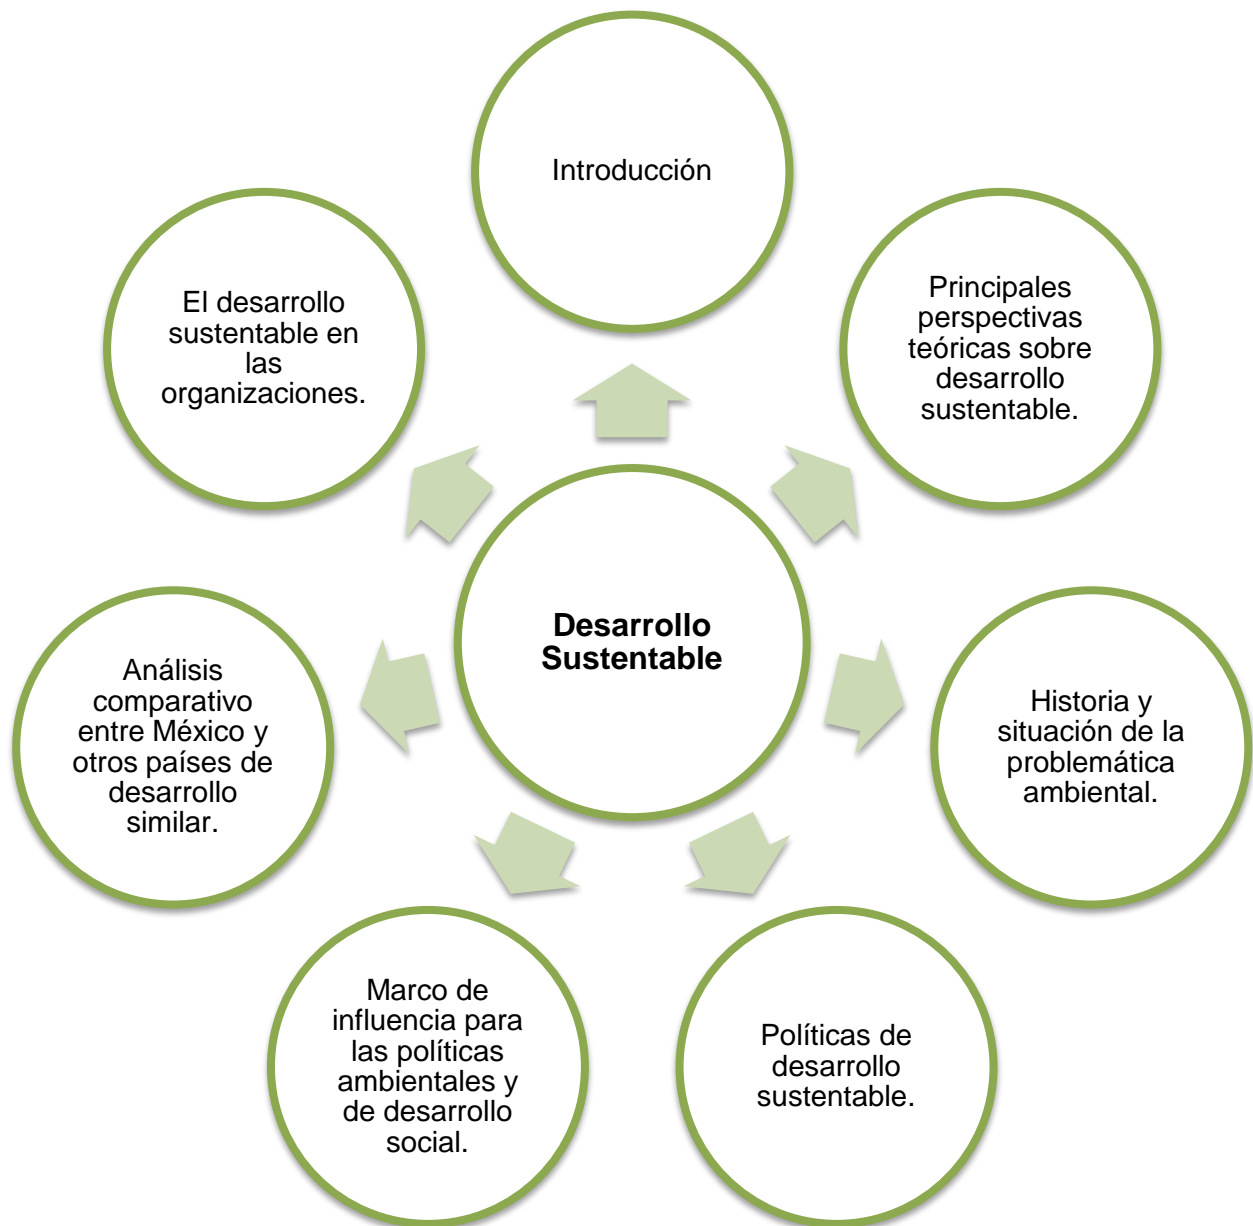 Introducción
Principales
perspectivas
teóricas sobre
desarrollo
sustentable.
Historia y
situación de la
problemática
ambiental.
Políticas de
desarrollo
sustentable.
Marco de
influencia para
las políticas
ambientales y
de desarrollo
social.
Análisis
comparativo
entre México y
otros países de
desarrollo
similar.
El desarrollo
sustentable en
las
organizaciones.
Desarrollo
Sustentable